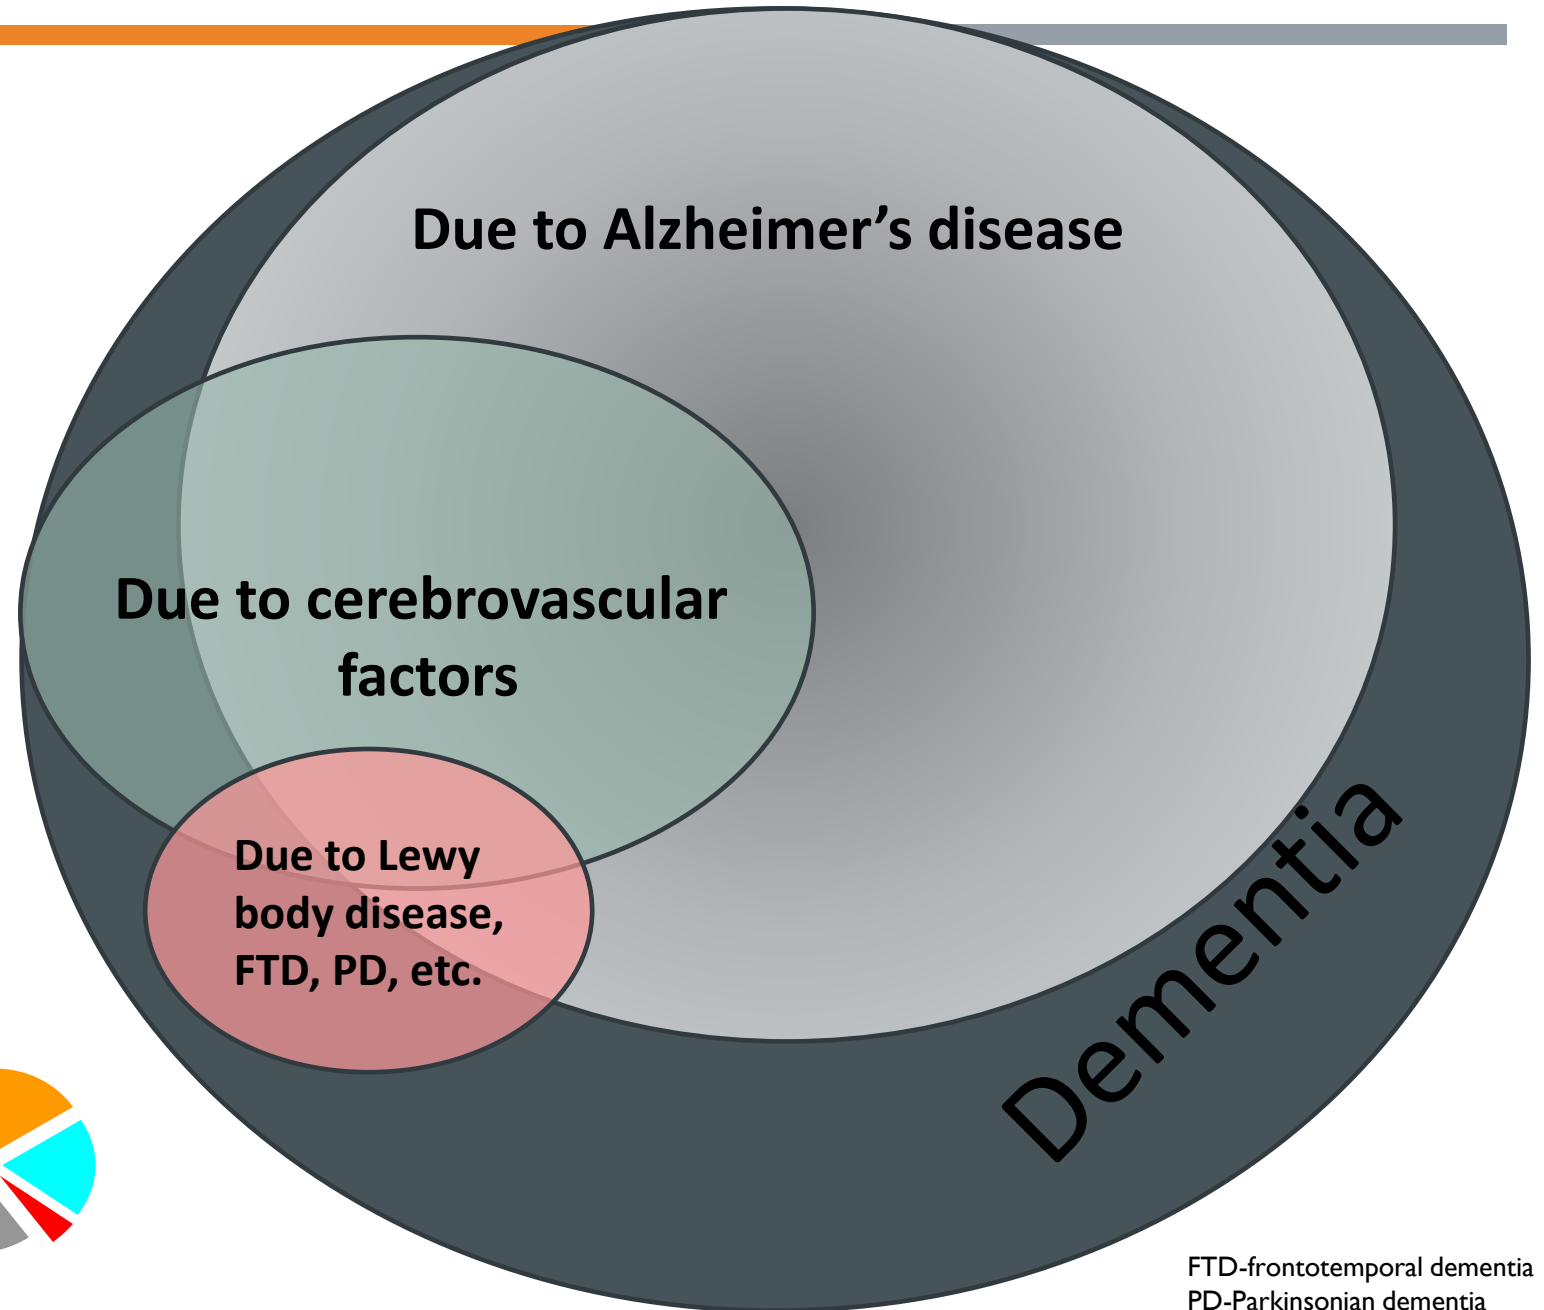 Due to Alzheimer’s disease
Due to cerebrovascular
factors
Due to Lewy
body disease,
FTD, PD, etc.
Dementia
FTD-frontotemporal dementia
PD-Parkinsonian dementia